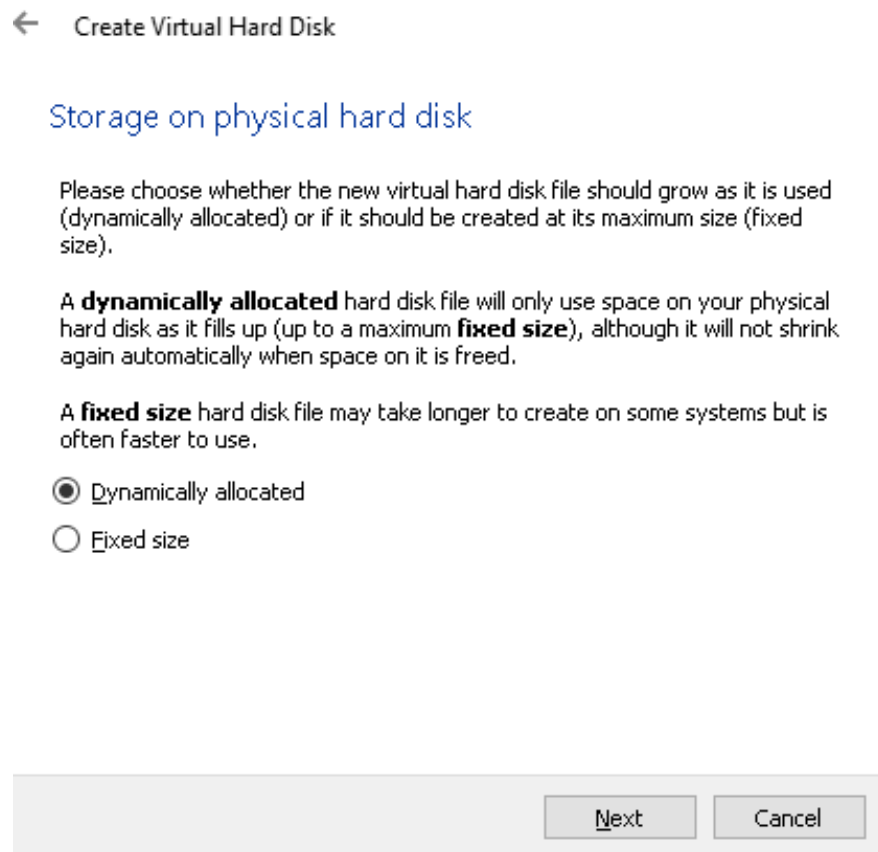 Create Virtual Hard Disk
Storage on physical hard disk
Please choose whether the new virtual hard disk file should grow as it is used
(dynamically allocated) or if it should be created at its maximum size (fixed
size).
A dynamically allocated hard disk file will only use space on your physical
hard disk as it fills up (up to a maximum fixed size), although it will not shrink
again automatically when space on it is freed.
A fixed size hard disk file may take longer to create on some systems but is
often faster to use.
Dynamically allocated
Fixed size
Next Cancel